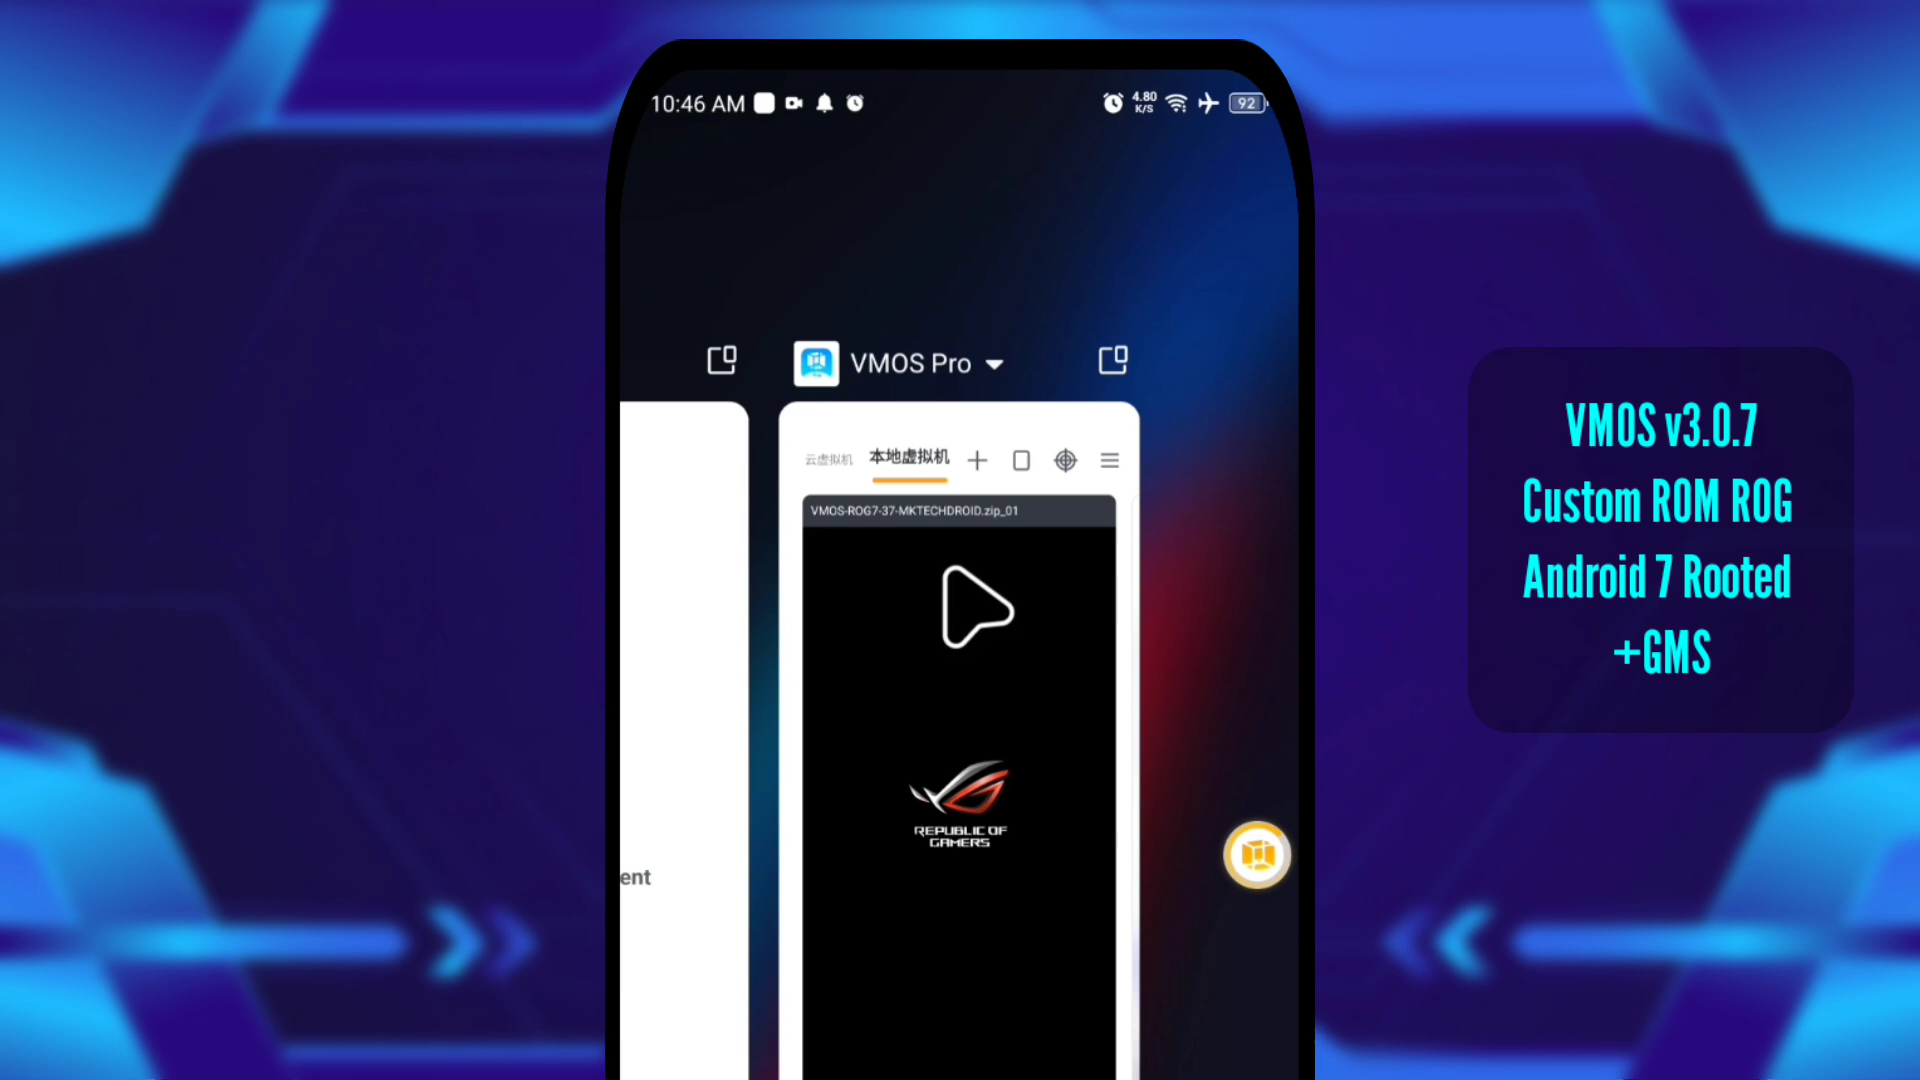 10:46 AM
4.80
K/S
92
VMOS Pro
云虚拟机 本地虚拟机
VMOS-ROG7-37-MKTECHDROID.zip_01
REPUBLIC OF
GAMERS
ent
VMOS v3.0.7
Custom ROM ROG
Android 7 Rooted
+GMS